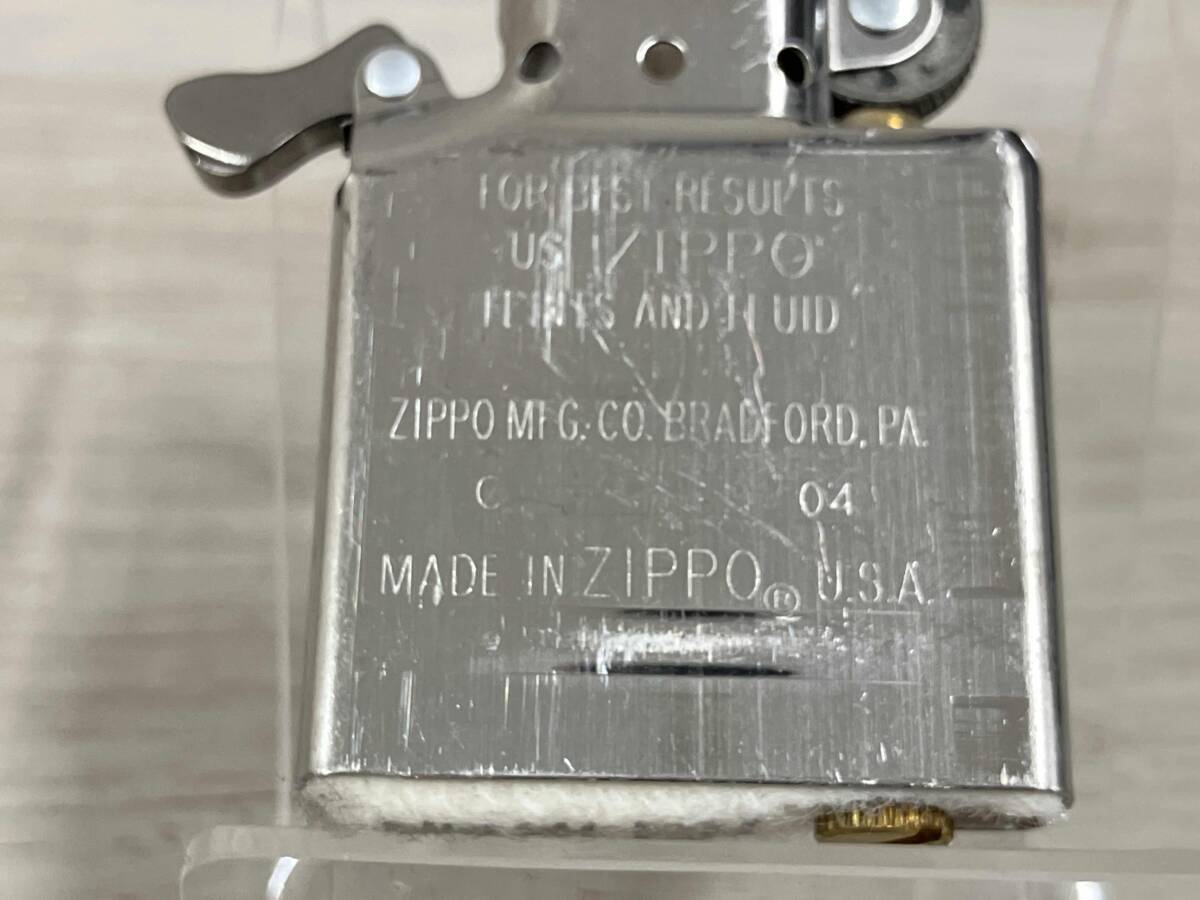 FOR BEST RESULTS
USE ZIPPO
FLINTS AND FLUID
ZIPPO MFG. CO. BRADFORD, PA.
C 04
MADE IN ZIPPO® U.S.A.